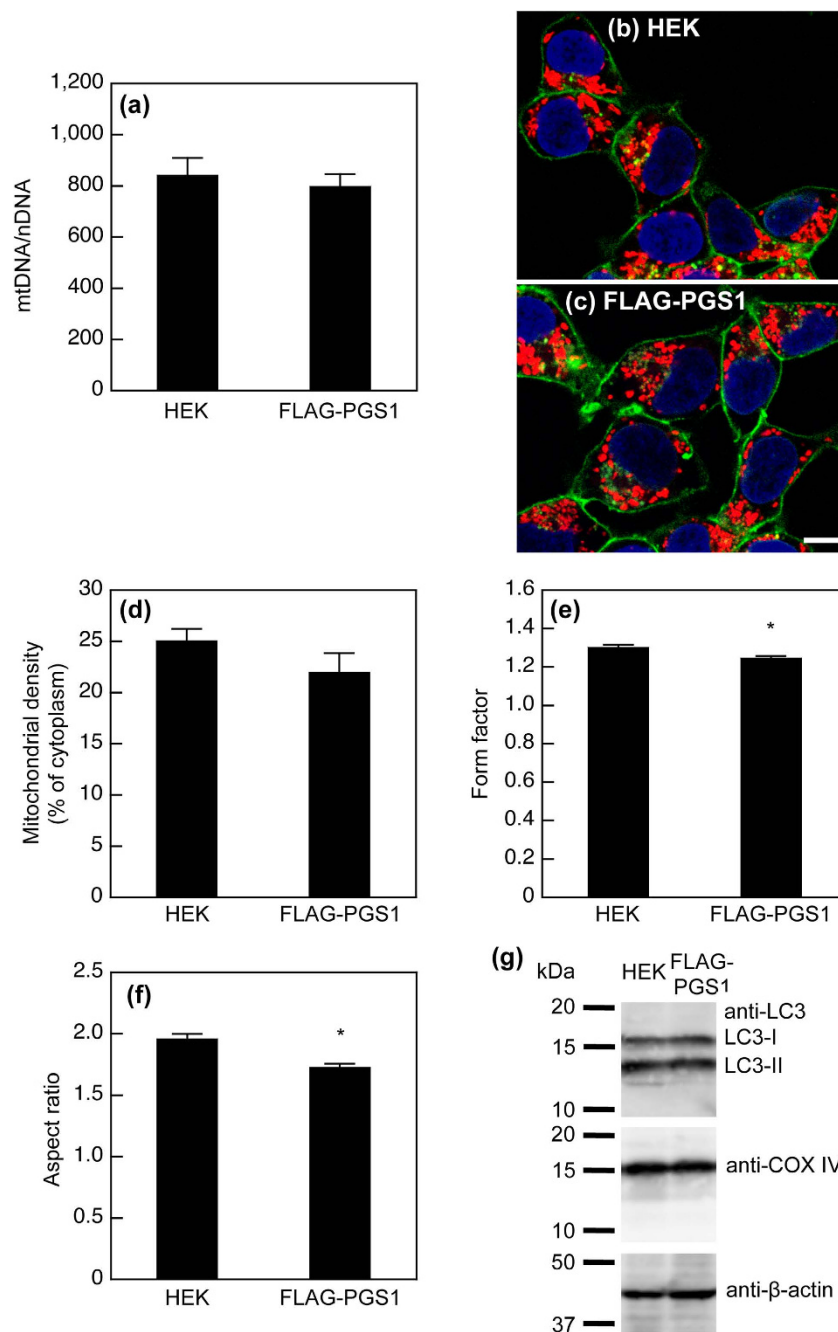 (a)
mtDNA/nDNA
1,200
1,000
800
600
400
200
0
HEK FLAG-PGS1
(b) HEK
(c) FLAG-PGS1
(d)
Mitochondrial density
(% of cytoplasm)
30
25
20
15
10
5
0
HEK FLAG-PGS1
(e)
Form factor
1.6
1.4
*
1.2
1.0
0.8
0.6
0.4
0.2
0
HEK FLAG-PGS1
(f)
Aspect ratio
2.5
2.0
*
1.5
1.0
0.5
0
HEK FLAG-PGS1
(g)
kDa HEK FLAG-
PGS1
20 anti-LC3
LC3-I
15
LC3-II
10
20
15 anti-COX IV
10
50
anti-β-actin
37